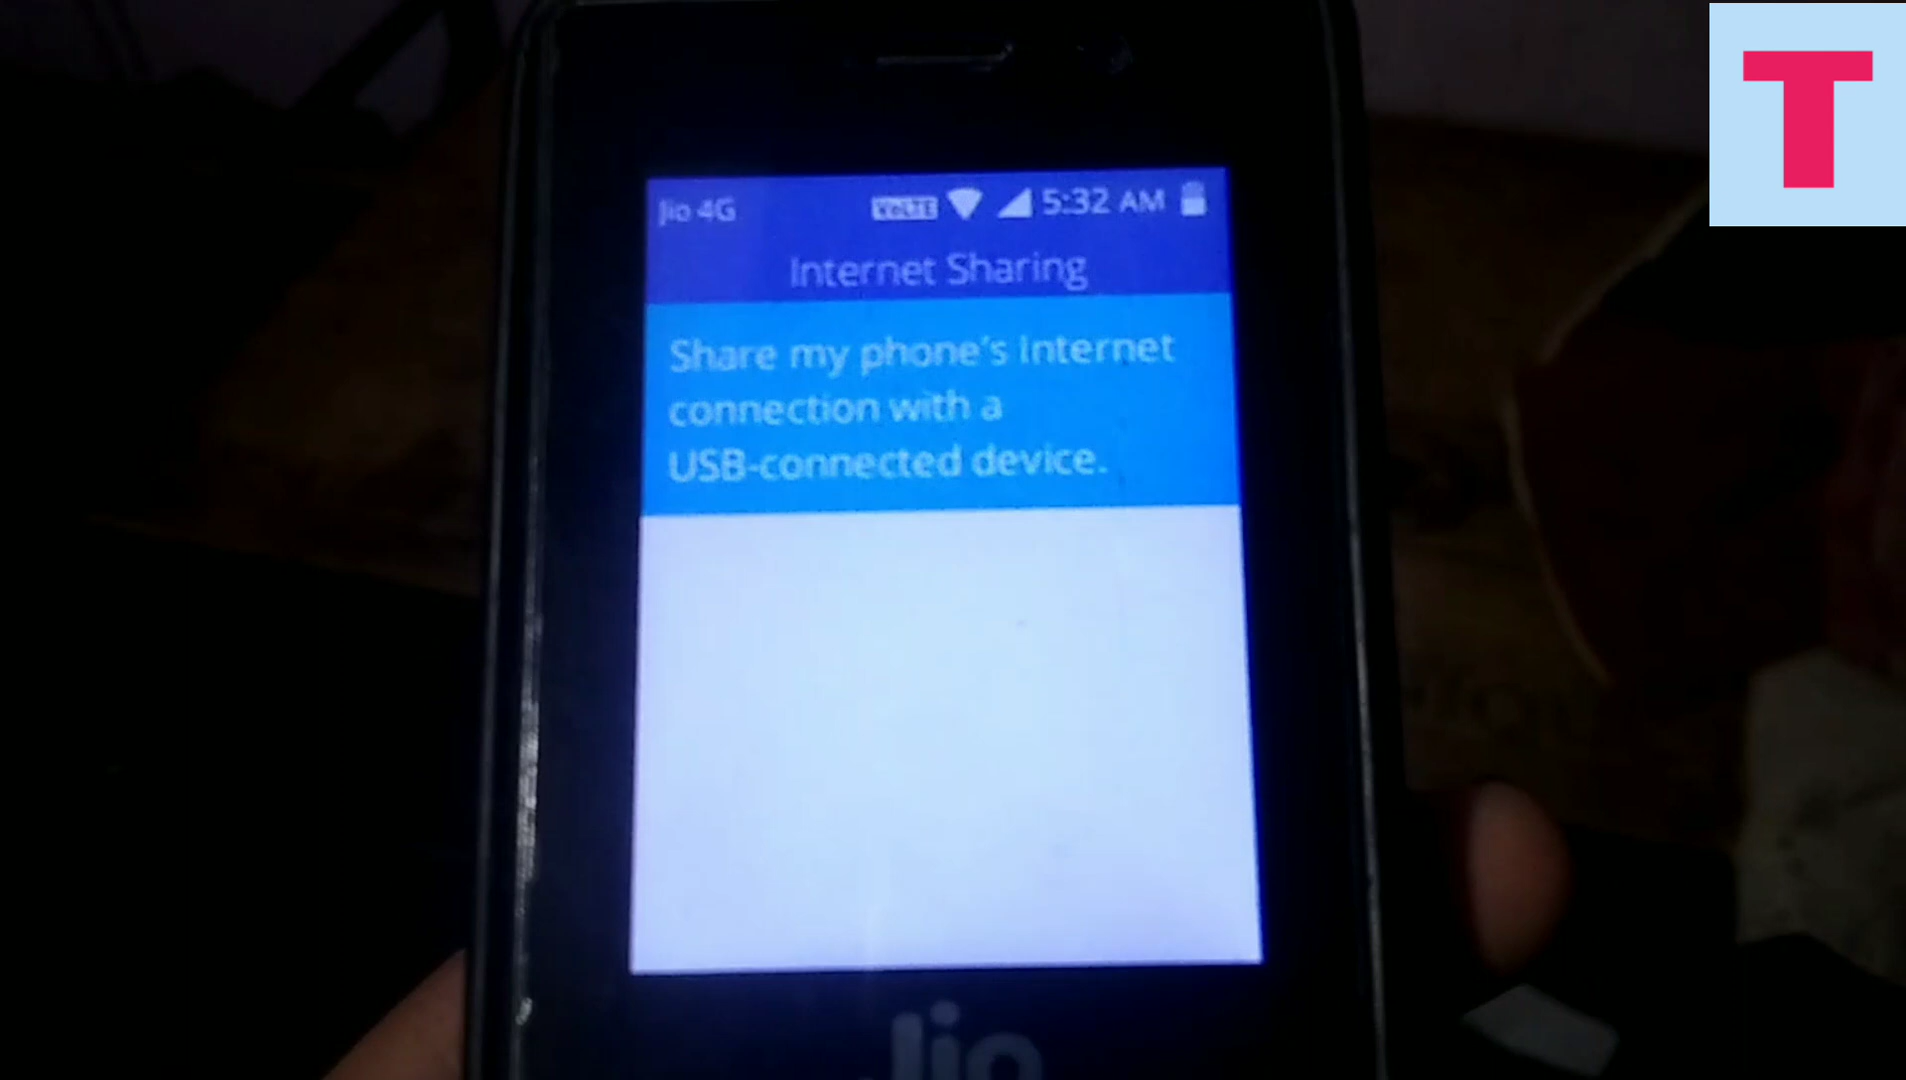 T
Jio 4G VoLTE 5:32 AM
Internet Sharing
Share my phone's Internet
connection with a
USB-connected device.
Jio